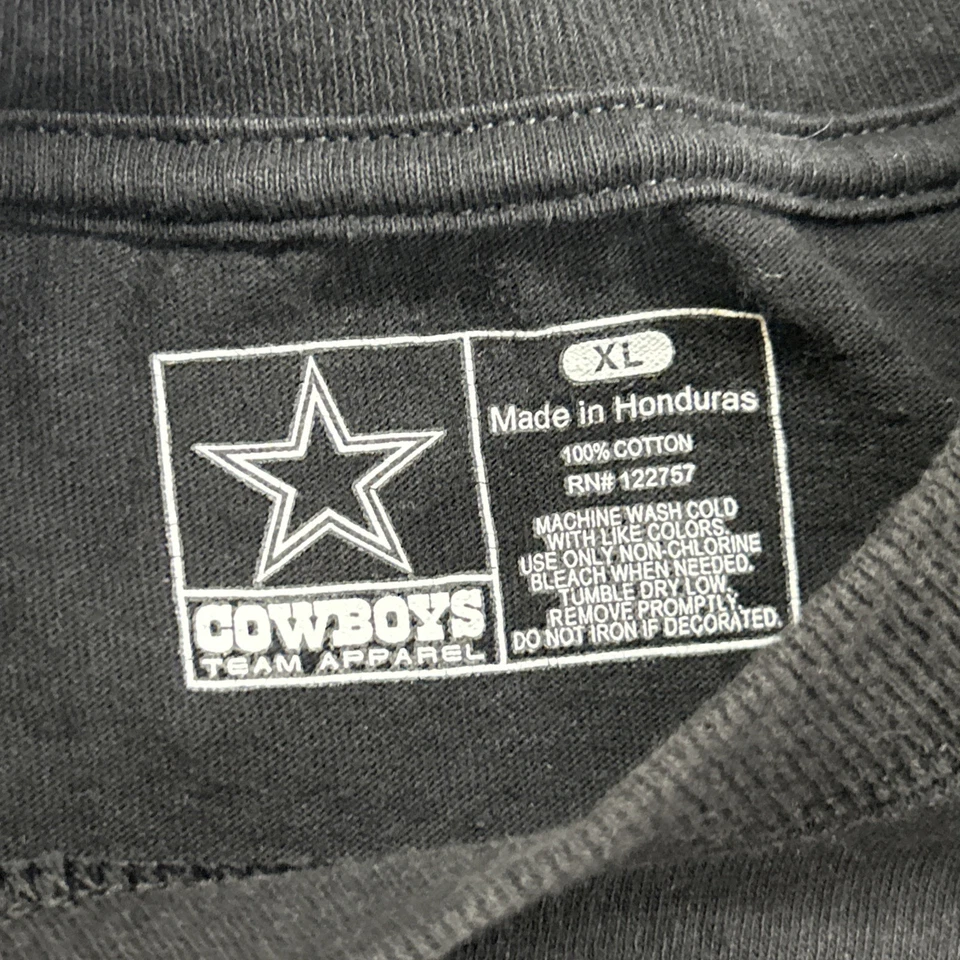 COWBOYS
TEAM APPAREL
XL
Made in Honduras
100% COTTON
RN# 122757
MACHINE WASH COLD
WITH LIKE COLORS.
USE ONLY NON-CHLORINE
BLEACH WHEN NEEDED.
TUMBLE DRY LOW.
REMOVE PROMPTLY.
DO NOT IRON IF DECORATED.